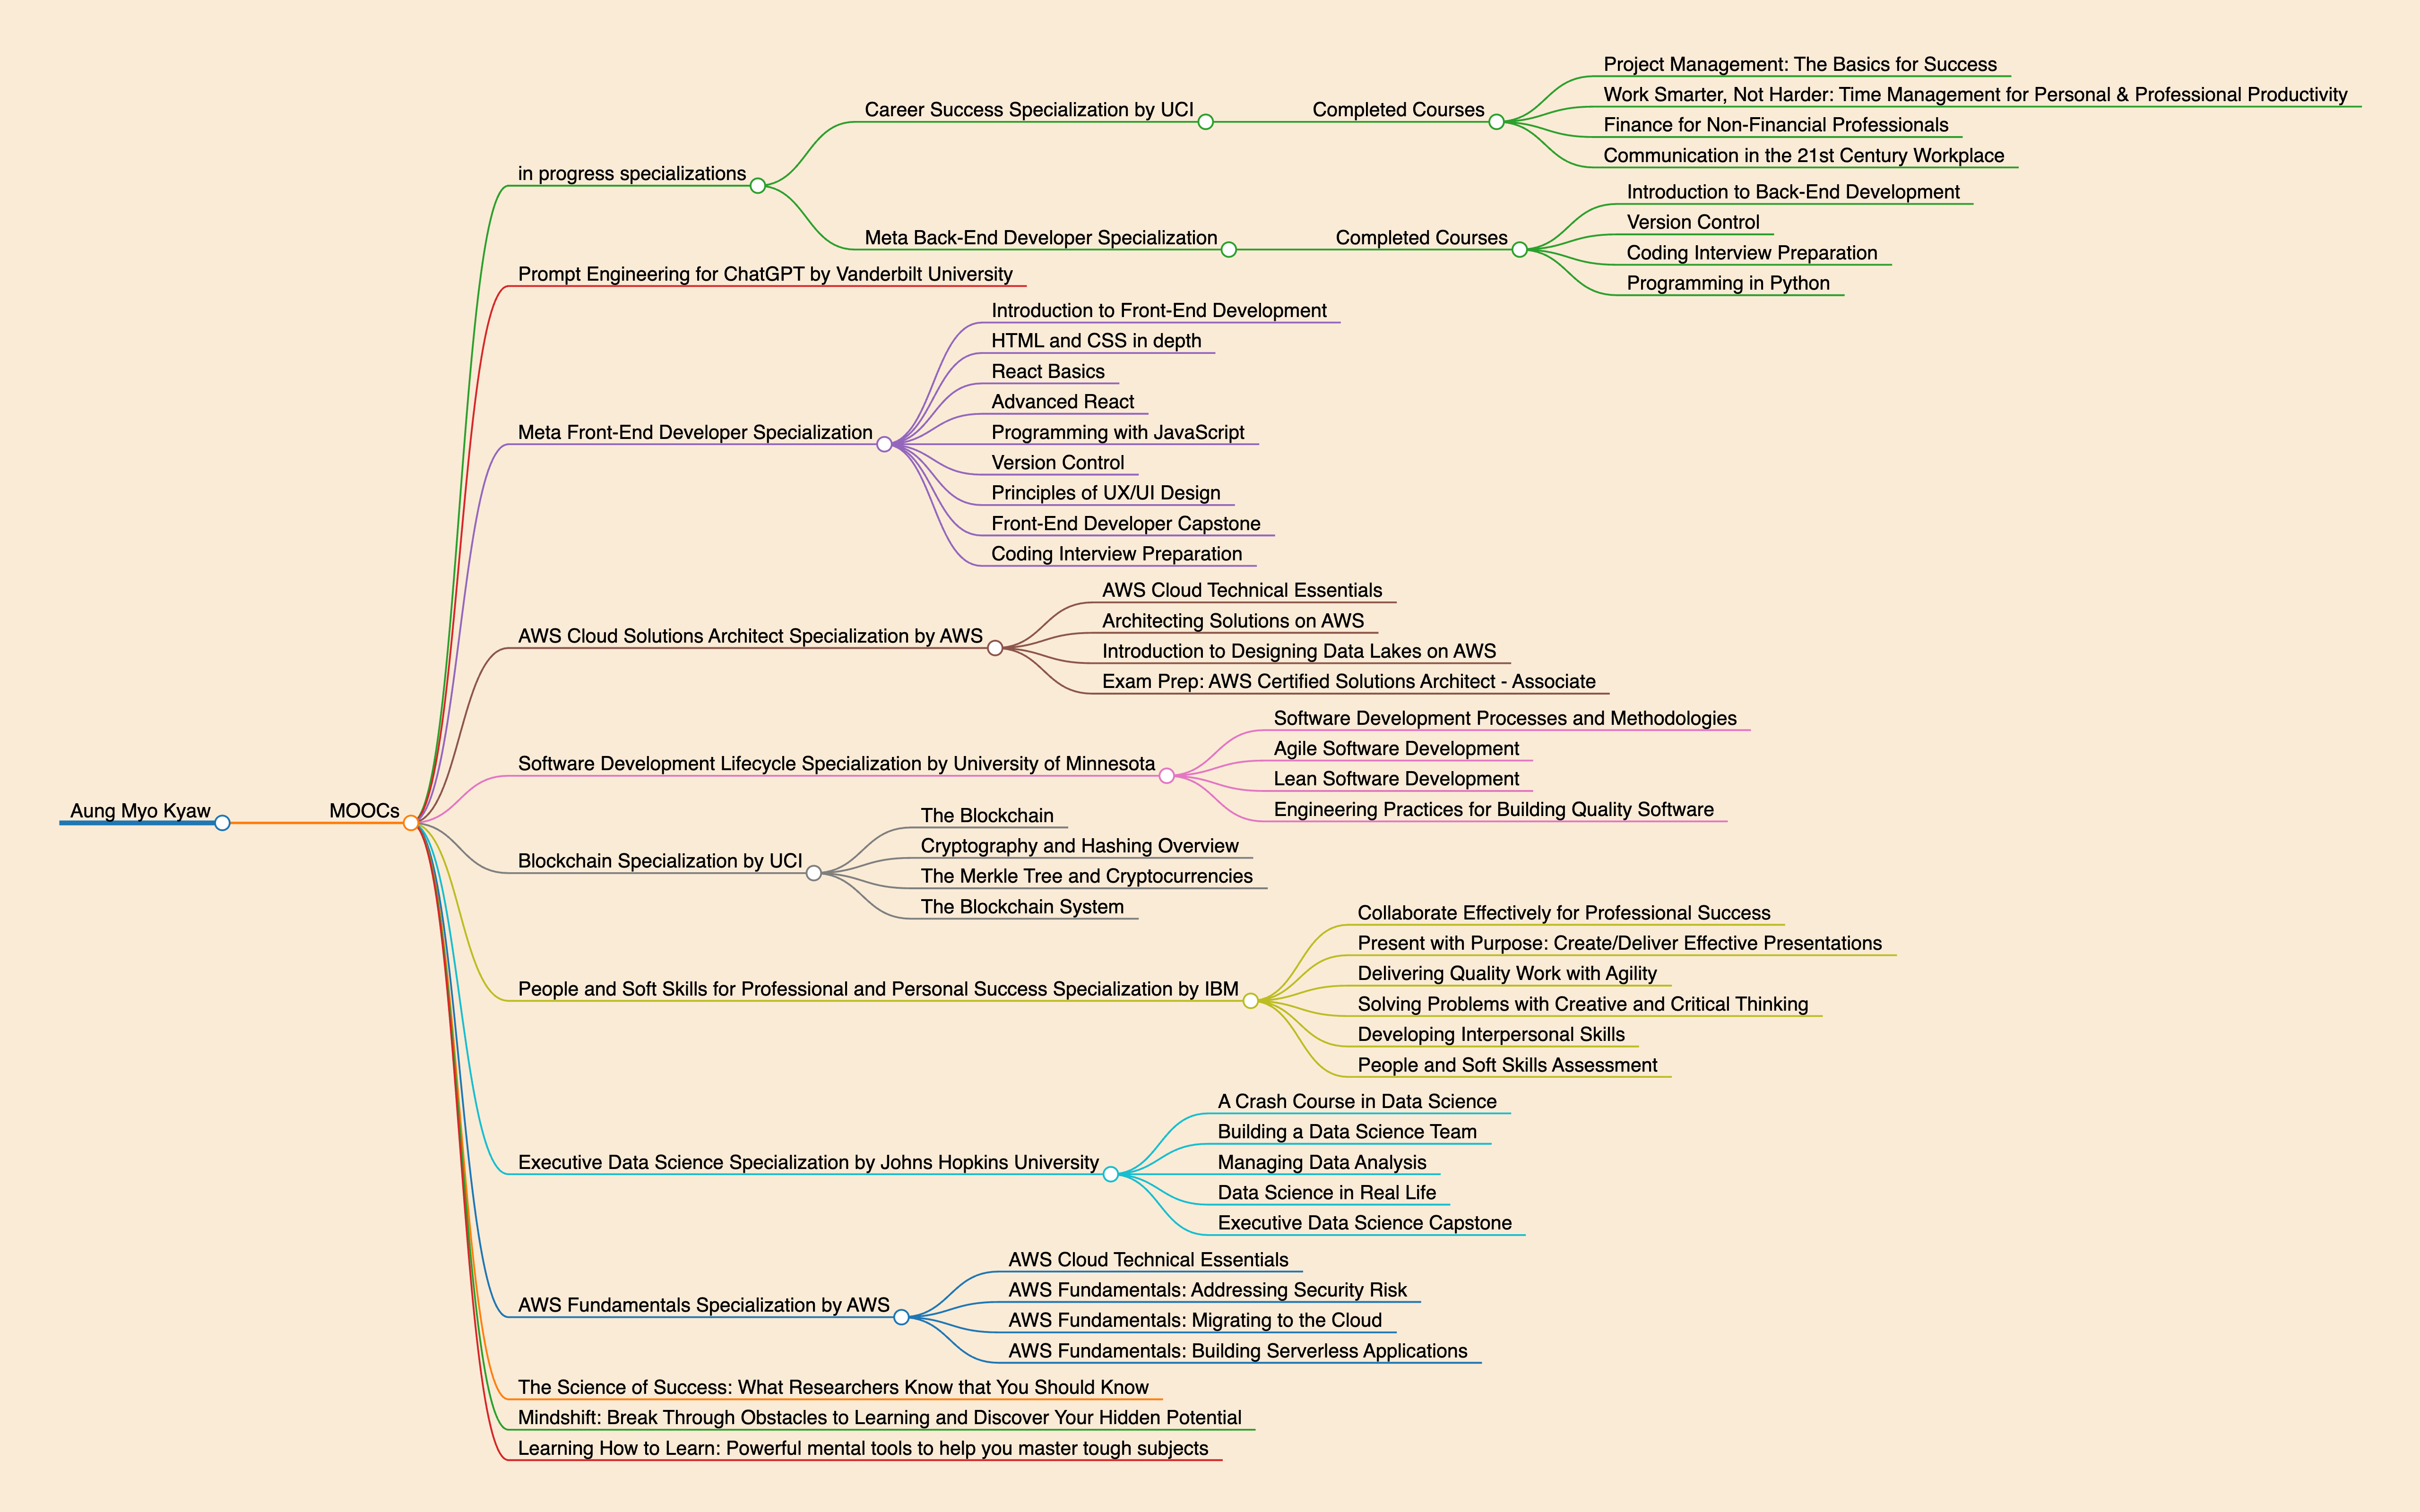 Aung Myo Kyaw
MOOCs
in progress specializations
Career Success Specialization by UCI
Completed Courses
Project Management: The Basics for Success
Work Smarter, Not Harder: Time Management for Personal & Professional Productivity
Finance for Non-Financial Professionals
Communication in the 21st Century Workplace
Meta Back-End Developer Specialization
Completed Courses
Introduction to Back-End Development
Version Control
Coding Interview Preparation
Programming in Python
Prompt Engineering for ChatGPT by Vanderbilt University
Meta Front-End Developer Specialization
Introduction to Front-End Development
HTML and CSS in depth
React Basics
Advanced React
Programming with JavaScript
Version Control
Principles of UX/UI Design
Front-End Developer Capstone
Coding Interview Preparation
AWS Cloud Solutions Architect Specialization by AWS
AWS Cloud Technical Essentials
Architecting Solutions on AWS
Introduction to Designing Data Lakes on AWS
Exam Prep: AWS Certified Solutions Architect - Associate
Software Development Lifecycle Specialization by University of Minnesota
Software Development Processes and Methodologies
Agile Software Development
Lean Software Development
Engineering Practices for Building Quality Software
Blockchain Specialization by UCI
The Blockchain
Cryptography and Hashing Overview
The Merkle Tree and Cryptocurrencies
The Blockchain System
People and Soft Skills for Professional and Personal Success Specialization by IBM
Collaborate Effectively for Professional Success
Present with Purpose: Create/Deliver Effective Presentations
Delivering Quality Work with Agility
Solving Problems with Creative and Critical Thinking
Developing Interpersonal Skills
People and Soft Skills Assessment
Executive Data Science Specialization by Johns Hopkins University
A Crash Course in Data Science
Building a Data Science Team
Managing Data Analysis
Data Science in Real Life
Executive Data Science Capstone
AWS Fundamentals Specialization by AWS
AWS Cloud Technical Essentials
AWS Fundamentals: Addressing Security Risk
AWS Fundamentals: Migrating to the Cloud
AWS Fundamentals: Building Serverless Applications
The Science of Success: What Researchers Know that You Should Know
Mindshift: Break Through Obstacles to Learning and Discover Your Hidden Potential
Learning How to Learn: Powerful mental tools to help you master tough subjects